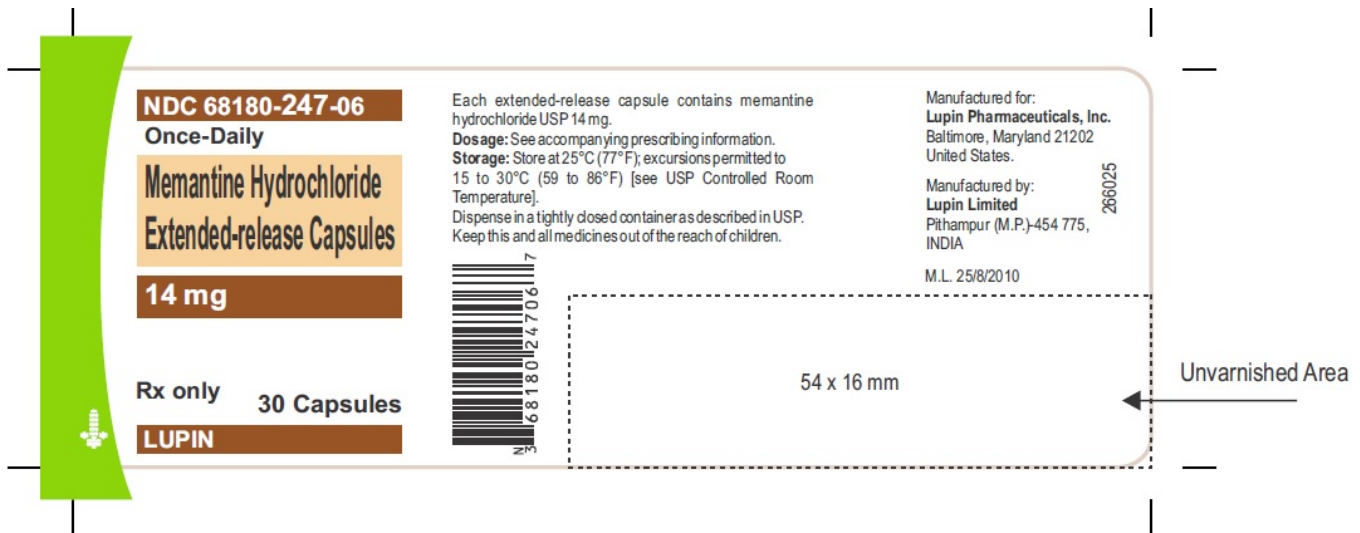 NDC 68180-247-06
Once-Daily
Memantine Hydrochloride
Extended-release Capsules
14 mg
Rx only
30 Capsules
LUPIN
Each extended-release capsule contains memantine
hydrochloride USP 14 mg.
Dosage: See accompanying prescribing information.
Storage: Store at 25°C (77°F); excursions permitted to
15 to 30°C (59 to 86°F) [see USP Controlled Room
Temperature].
Dispense in a tightly closed container as described in USP.
Keep this and all medicines out of the reach of children.
N
3 68180 24706 7
Manufactured for:
Lupin Pharmaceuticals, Inc.
Baltimore, Maryland 21202
United States.
Manufactured by:
Lupin Limited
Pithampur (M.P.)-454 775,
INDIA
M.L. 25/8/2010
266025
54 x 16 mm
Unvarnished Area